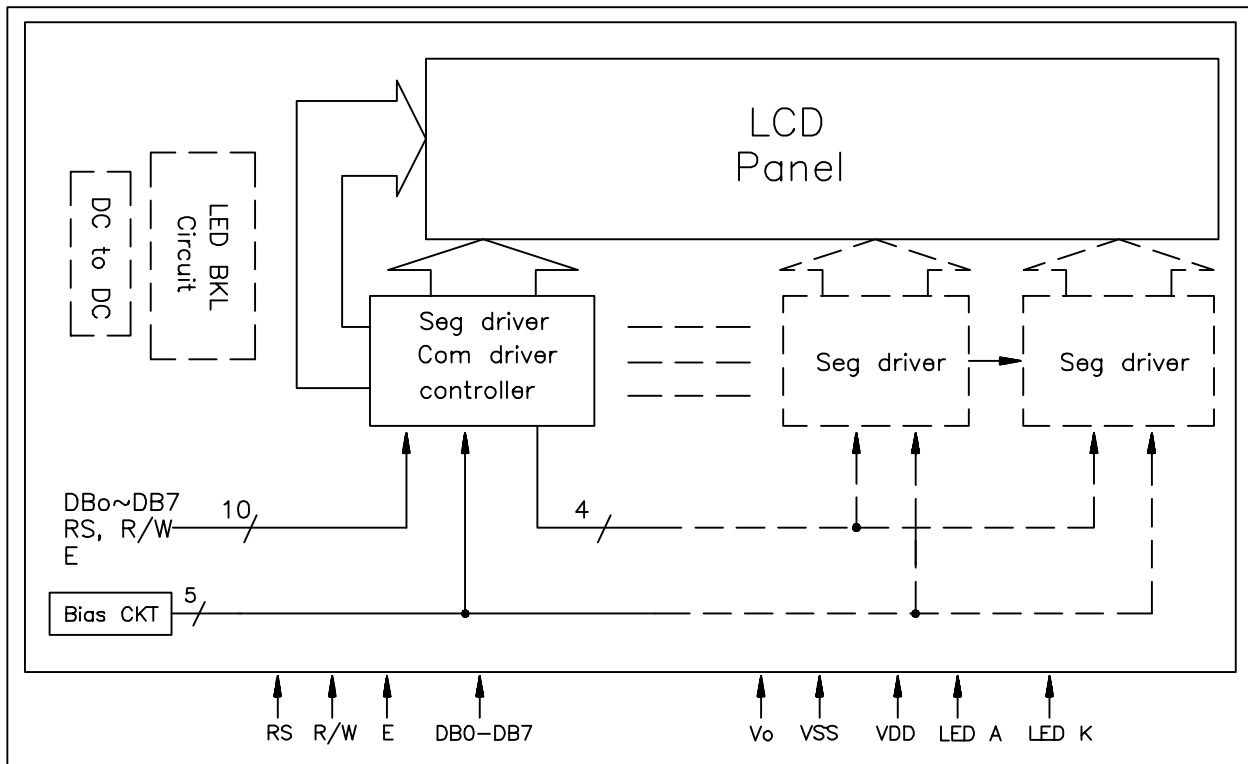 LCD
Panel
DC to DC
LED BKL
Circuit
Seg driver
Com driver
controller
Seg driver
Seg driver
DBo~DB7
RS, R/W
E
10
4
Bias CKT
5
RS
R/W
E
DB0-DB7
Vo
VSS
VDD
LED A
LED K